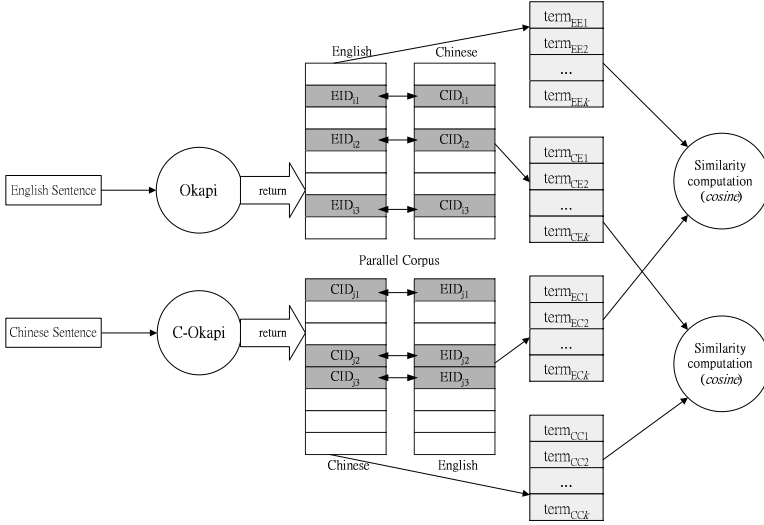 English Sentence
Okapi
return
English
Chinese
EID_i1
CID_i1
EID_i2
CID_i2
EID_i3
CID_i3
term_EE1
term_EE2
...
term_EEk
term_CE1
term_CE2
...
term_CEk
Similarity
computation
(cosine)
Parallel Corpus
Chinese Sentence
C-Okapi
return
CID_j1
EID_j1
CID_j2
EID_j2
CID_j3
EID_j3
Chinese
English
term_EC1
term_EC2
...
term_ECk
term_CC1
term_CC2
...
term_CCk
Similarity
computation
(cosine)